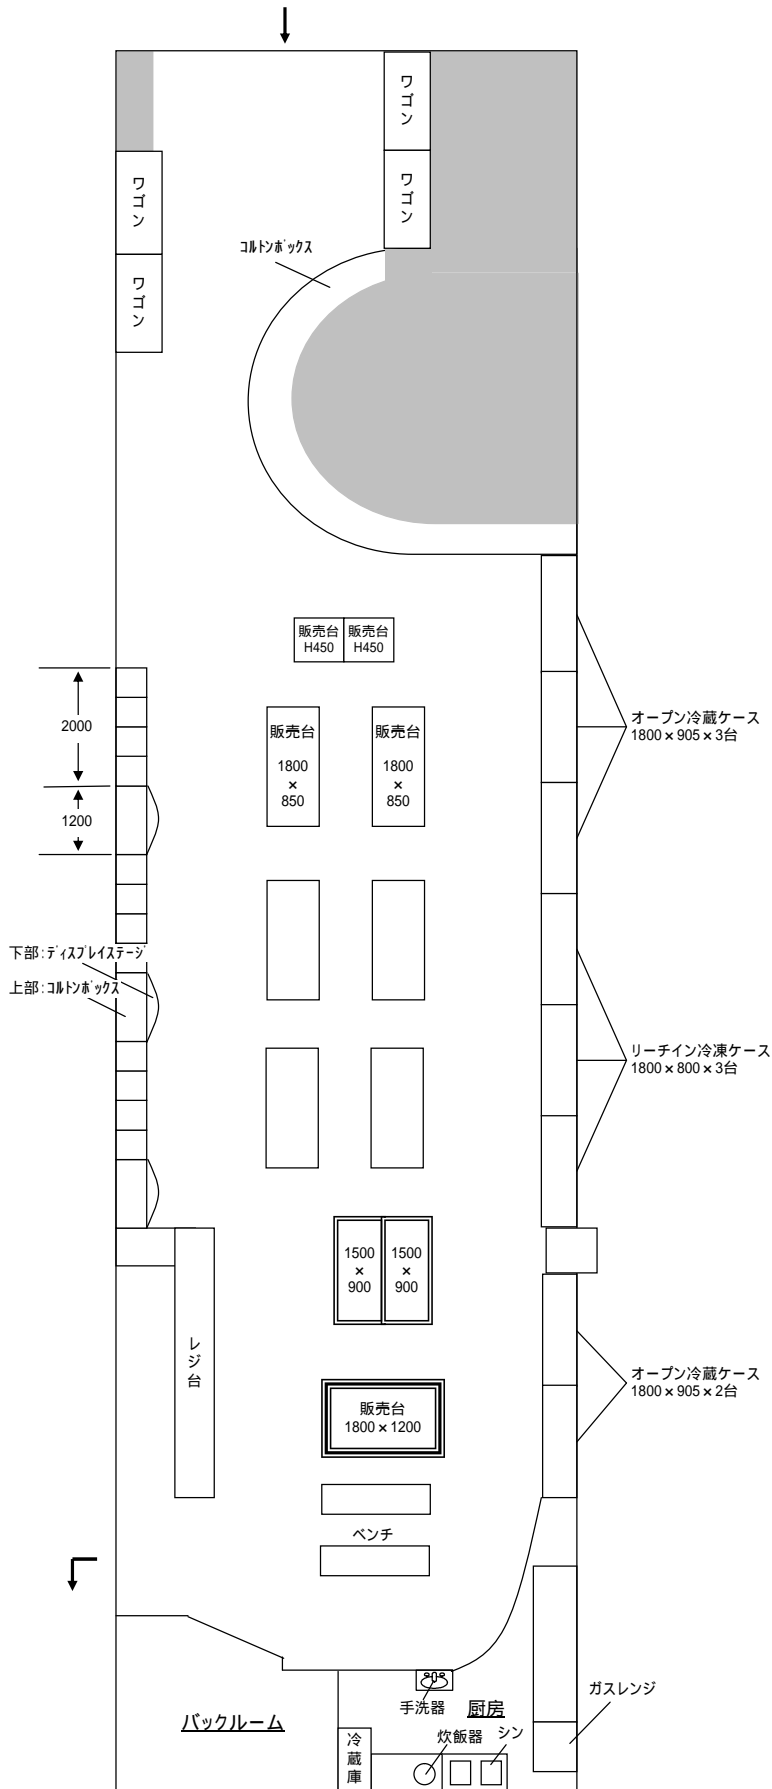 ワゴン
ワゴン
ワゴン
ワゴン
コルトンボックス
販売台
H450
販売台
H450
販売台
1800
×
850
販売台
1800
×
850
2000
1200
オープン冷蔵ケース
1800×905×3台
下部:ディスプレイステージ
上部:コルトンボックス
リーチイン冷凍ケース
1800×800×3台
1500
×
900
1500
×
900
レジ台
オープン冷蔵ケース
1800×905×2台
販売台
1800×1200
ベンチ
ガスレンジ
手洗器
厨房
バックルーム
炊飯器
シン
冷蔵庫